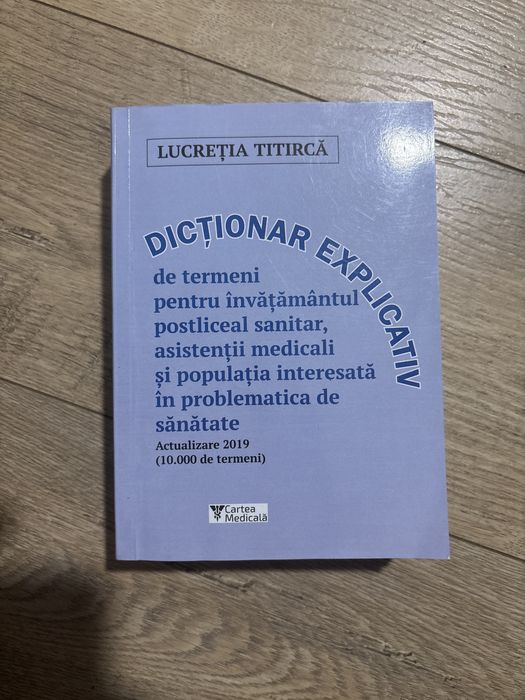 LUCREȚIA TITIRCĂ
DICȚIONAR EXPLICATIV
de termeni
pentru învățământul
postliceal sanitar,
asistenții medicali
și populația interesată
în problematica de
sănătate
Actualizare 2019
(10.000 de termeni)
Cartea
Medicală